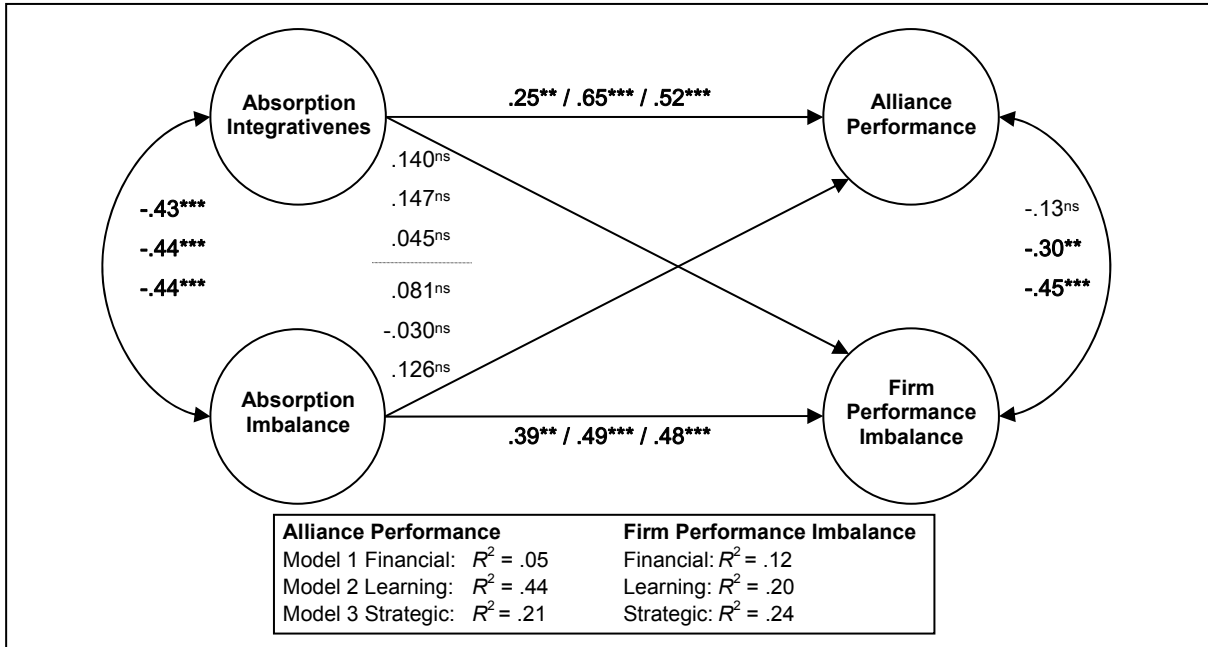 Absorption
Integrativenes
.25** / .65*** / .52***
Alliance
Performance
.140ns
.147ns
.045ns
-.43***
-.44***
-.44***
-.13ns
-.30**
-.45***
.081ns
-.030ns
.126ns
Absorption
Imbalance
.39** / .49*** / .48***
Firm
Performance
Imbalance
Alliance Performance
Model 1 Financial: R² = .05
Model 2 Learning: R² = .44
Model 3 Strategic: R² = .21
Firm Performance Imbalance
Financial: R² = .12
Learning: R² = .20
Strategic: R² = .24